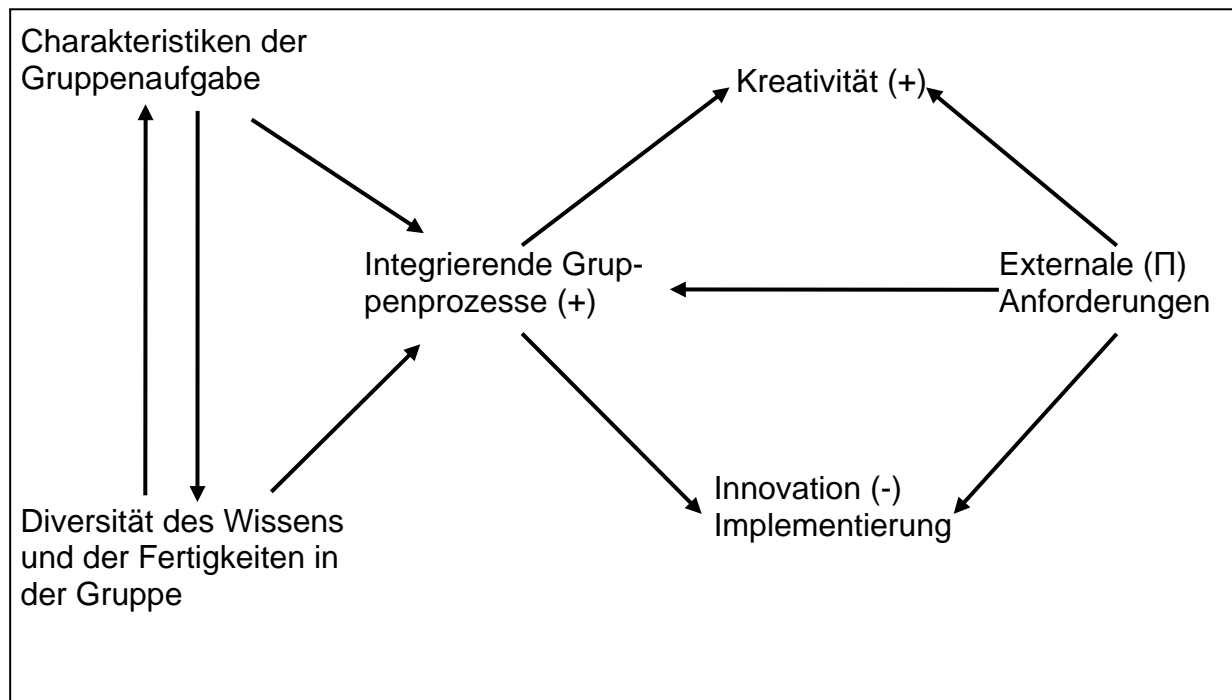 Charakteristiken der
Gruppenaufgabe
Kreativität (+)
Integrierende Grup-
penprozesse (+)
Externale (Π)
Anforderungen
Innovation (-)
Implementierung
Diversität des Wissens
und der Fertigkeiten in
der Gruppe